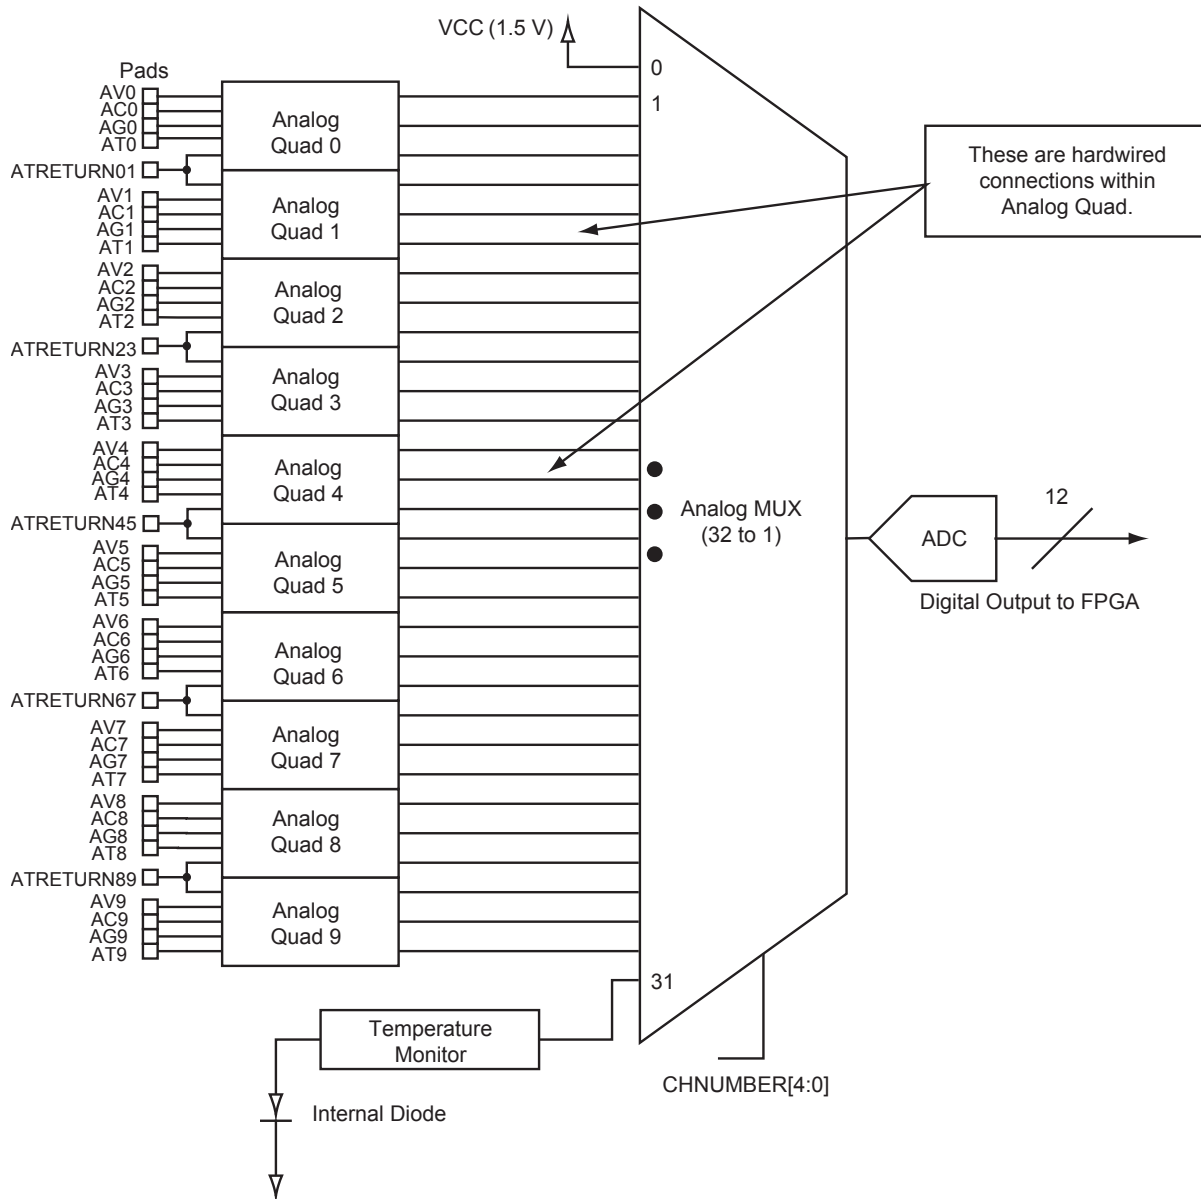 VCC (1.5 V)
Pads
0
1
AV0
AC0
AG0
AT0
Analog
Quad 0
ATRETURN01
AV1
AC1
AG1
AT1
Analog
Quad 1
These are hardwired
connections within
Analog Quad.
AV2
AC2
AG2
AT2
Analog
Quad 2
ATRETURN23
AV3
AC3
AG3
AT3
Analog
Quad 3
AV4
AC4
AG4
AT4
Analog
Quad 4
ATRETURN45
Analog MUX
(32 to 1)
ADC
12
Digital Output to FPGA
AV5
AC5
AG5
AT5
Analog
Quad 5
AV6
AC6
AG6
AT6
Analog
Quad 6
ATRETURN67
AV7
AC7
AG7
AT7
Analog
Quad 7
AV8
AC8
AG8
AT8
Analog
Quad 8
ATRETURN89
AV9
AC9
AG9
AT9
Analog
Quad 9
31
Temperature
Monitor
CHNUMBER[4:0]
Internal Diode